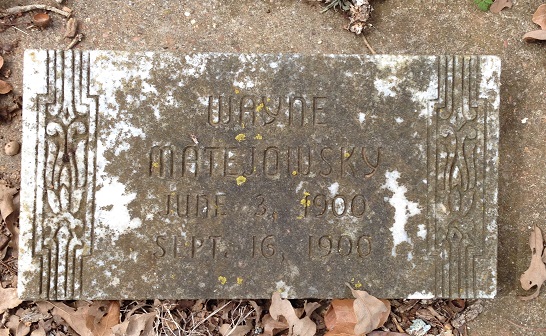 WAYNE
MATEJOWSKY
JUNE 3, 1900
SEPT. 16, 1900